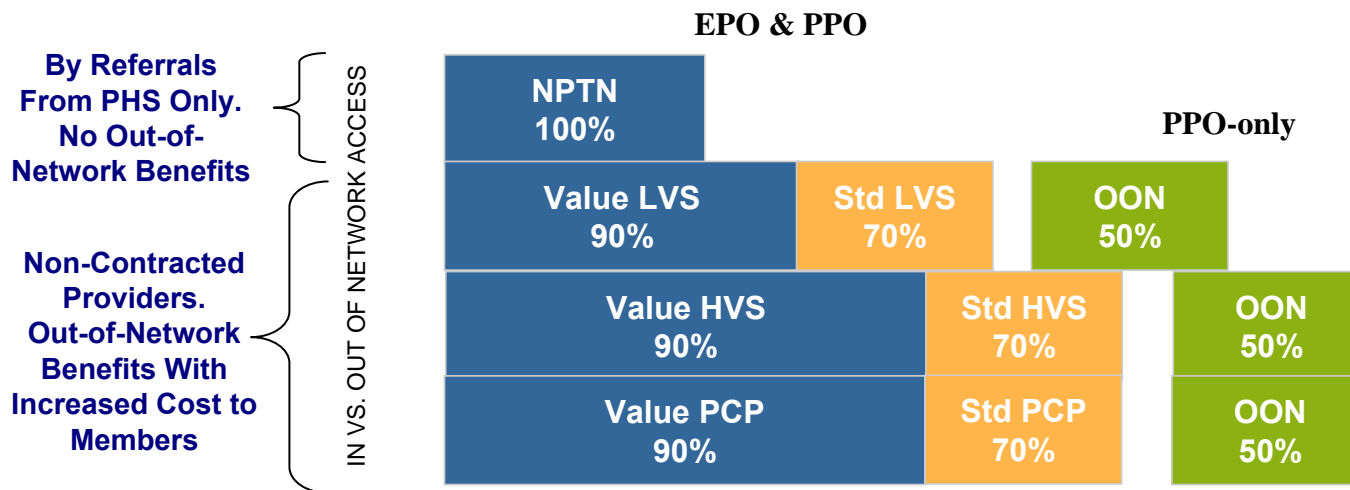 EPO & PPO
By Referrals
From PHS Only.
No Out-of-
Network Benefits
Non-Contracted
Providers.
Out-of-Network
Benefits With
Increased Cost to
Members
IN VS. OUT OF NETWORK ACCESS
NPTN
100%
PPO-only
Value LVS
90%
Std LVS
70%
OON
50%
Value HVS
90%
Std HVS
70%
OON
50%
Value PCP
90%
Std PCP
70%
OON
50%